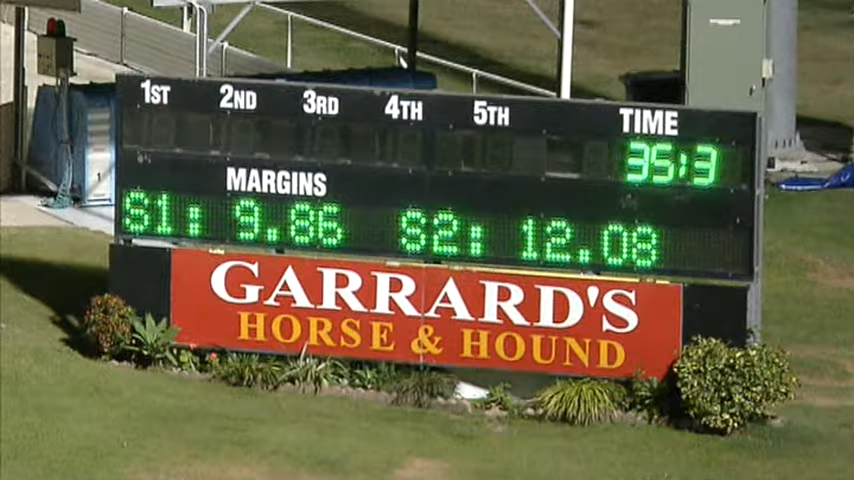 1ST 2ND 3RD 4TH 5TH TIME
35:3
MARGINS
S1: 9.86 S2: 12.08
GARRARD'S
HORSE & HOUND